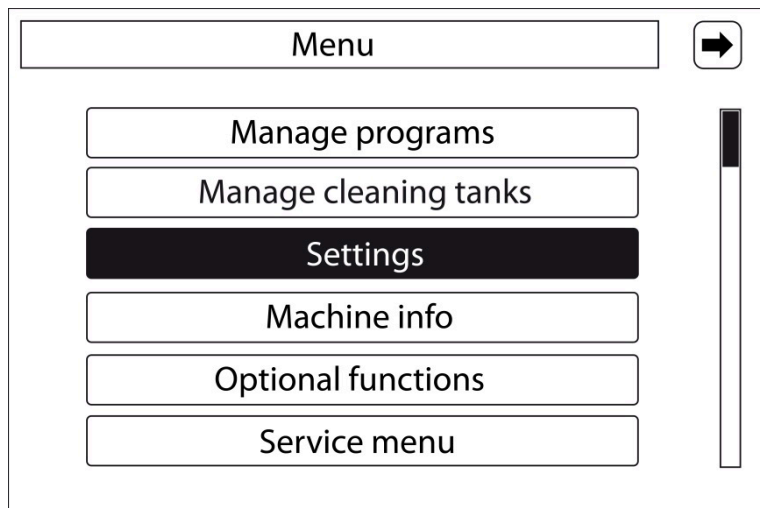 Menu
Manage programs
Manage cleaning tanks
Settings
Machine info
Optional functions
Service menu